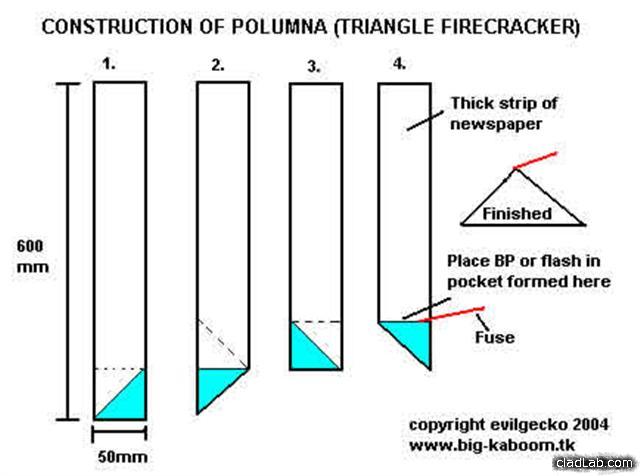 CONSTRUCTION OF POLUMNA (TRIANGLE FIRECRACKER)
1.
2.
3.
4.
Thick strip of
newspaper
Finished
600
mm
Place BP or flash in
pocket formed here
Fuse
50mm
copyright evilgecko 2004
www.big-kaboom.tk
cladLab.com